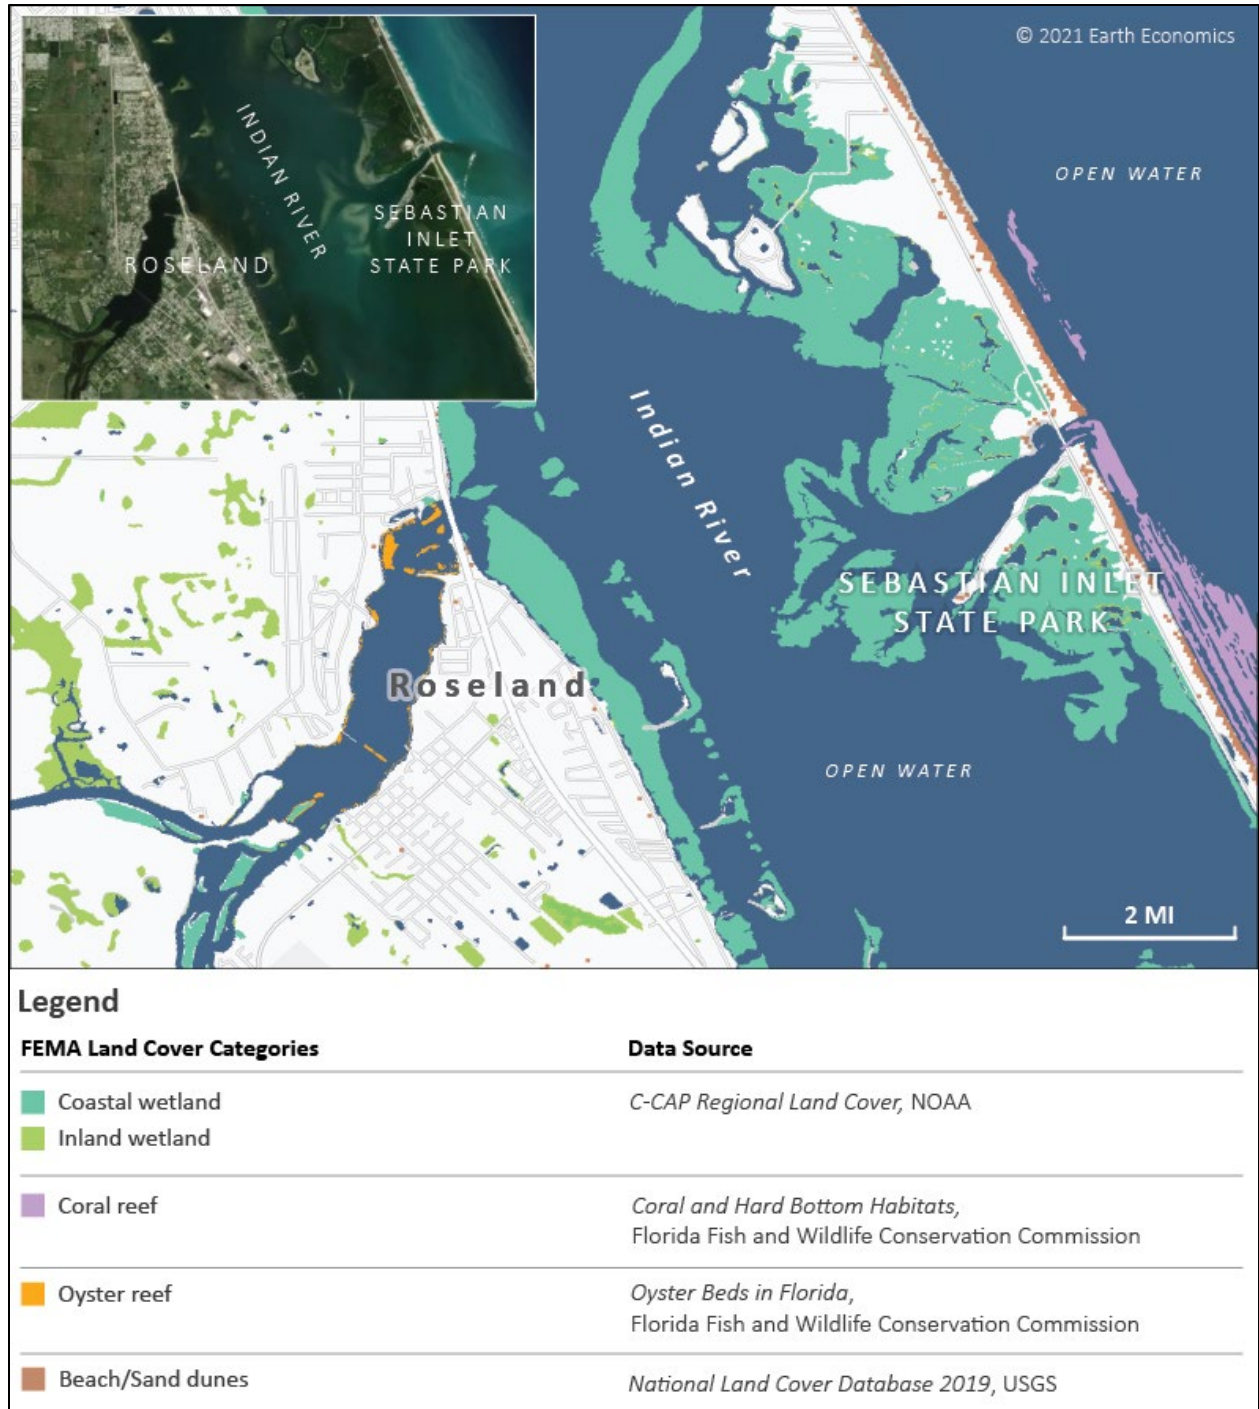 © 2021 Earth Economics
INDIAN RIVER
SEBASTIAN
INLET
STATE PARK
ROSELAND
OPEN WATER
Indian River
SEBASTIAN INLET
STATE PARK
Roseland
OPEN WATER
2 MI
Legend
FEMA Land Cover Categories Data Source
Coastal wetland C-CAP Regional Land Cover, NOAA
Inland wetland
Coral reef Coral and Hard Bottom Habitats,
Florida Fish and Wildlife Conservation Commission
Oyster reef Oyster Beds in Florida,
Florida Fish and Wildlife Conservation Commission
Beach/Sand dunes National Land Cover Database 2019, USGS